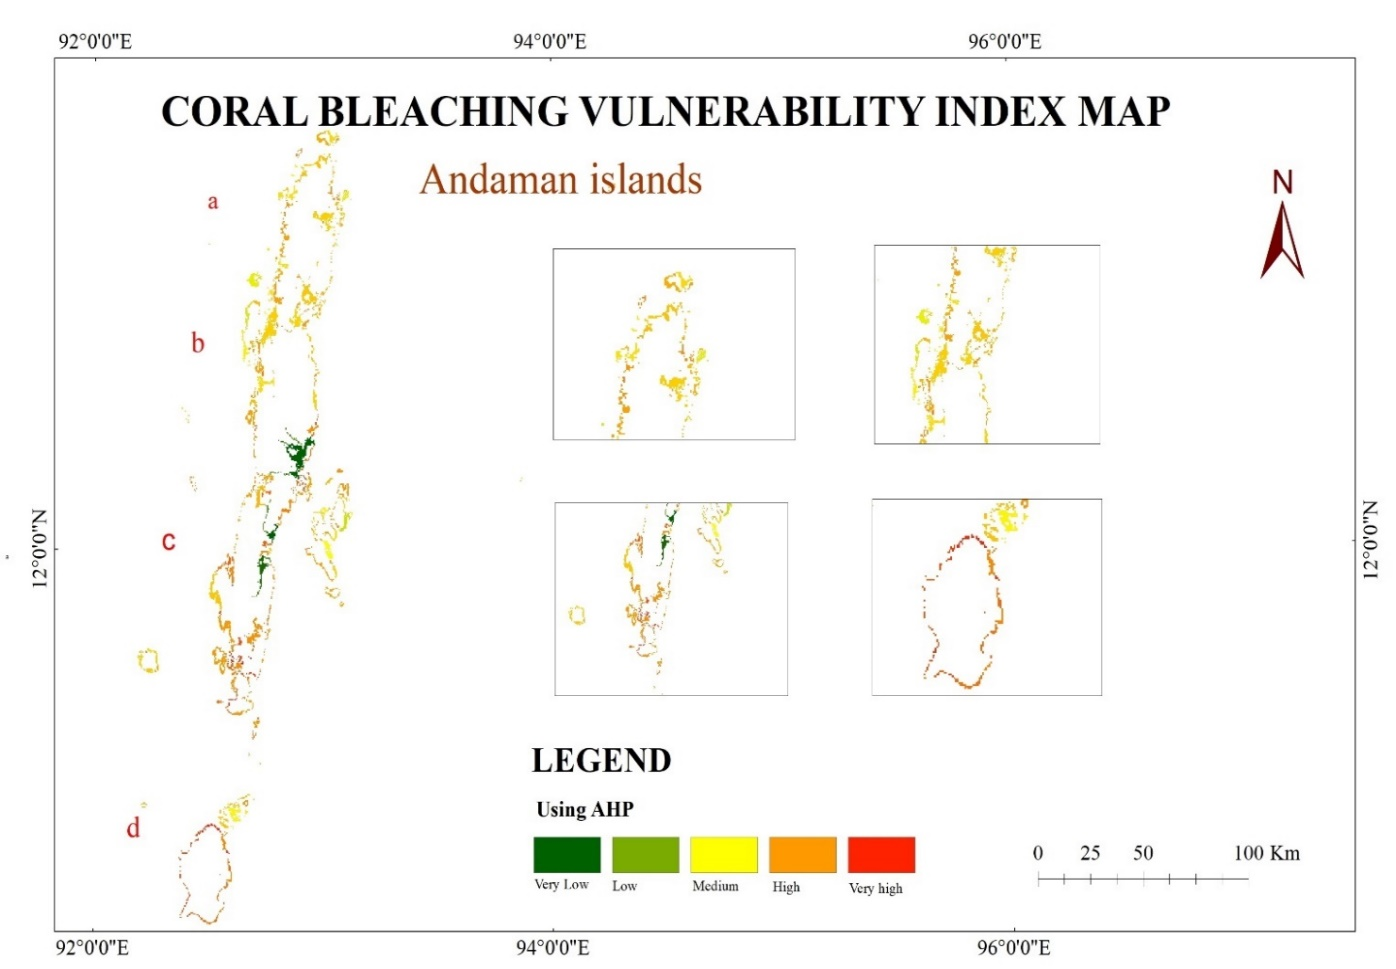 92°0'0"E 94°0'0"E 96°0'0"E
CORAL BLEACHING VULNERABILITY INDEX MAP
Andaman islands
N
a
b
c
12°0'0"N 12°0'0"N
d
LEGEND
Using AHP
Very Low Low Medium High Very high
0 25 50 100 Km
92°0'0"E 94°0'0"E 96°0'0"E